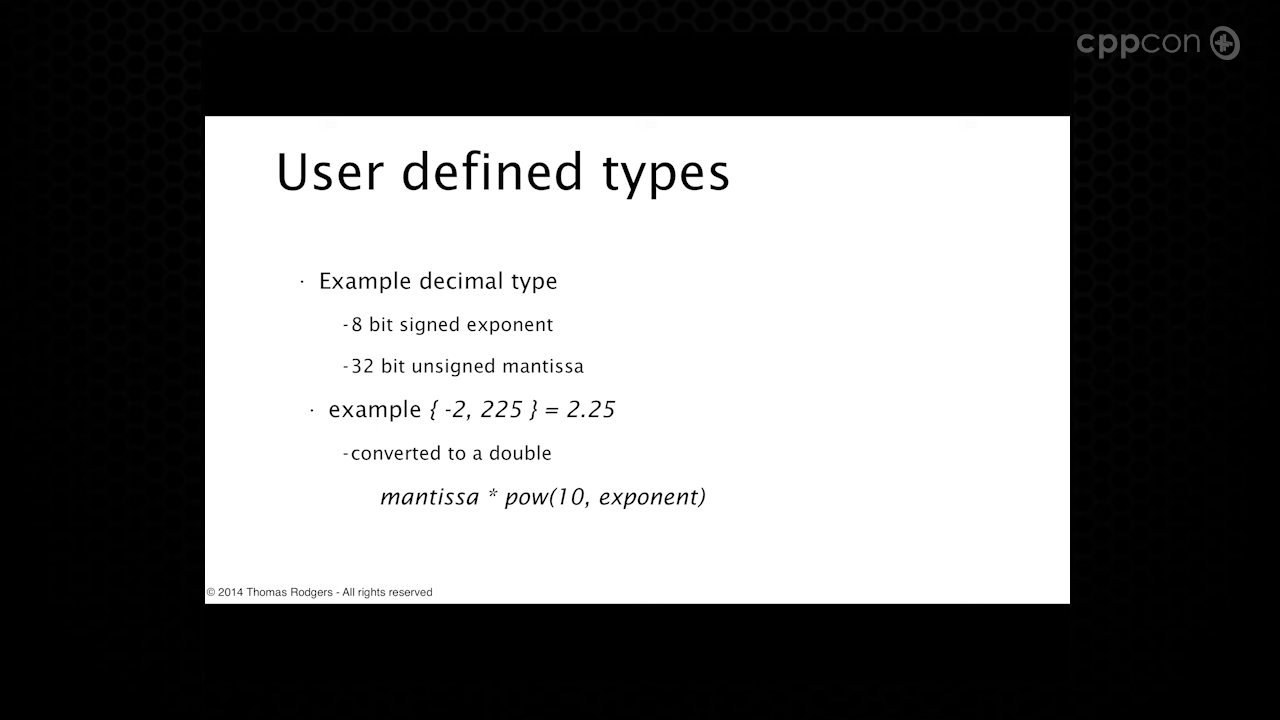 cppcon
User defined types
· Example decimal type
-8 bit signed exponent
-32 bit unsigned mantissa
· example { -2, 225 } = 2.25
-converted to a double
mantissa * pow(10, exponent)
© 2014 Thomas Rodgers - All rights reserved